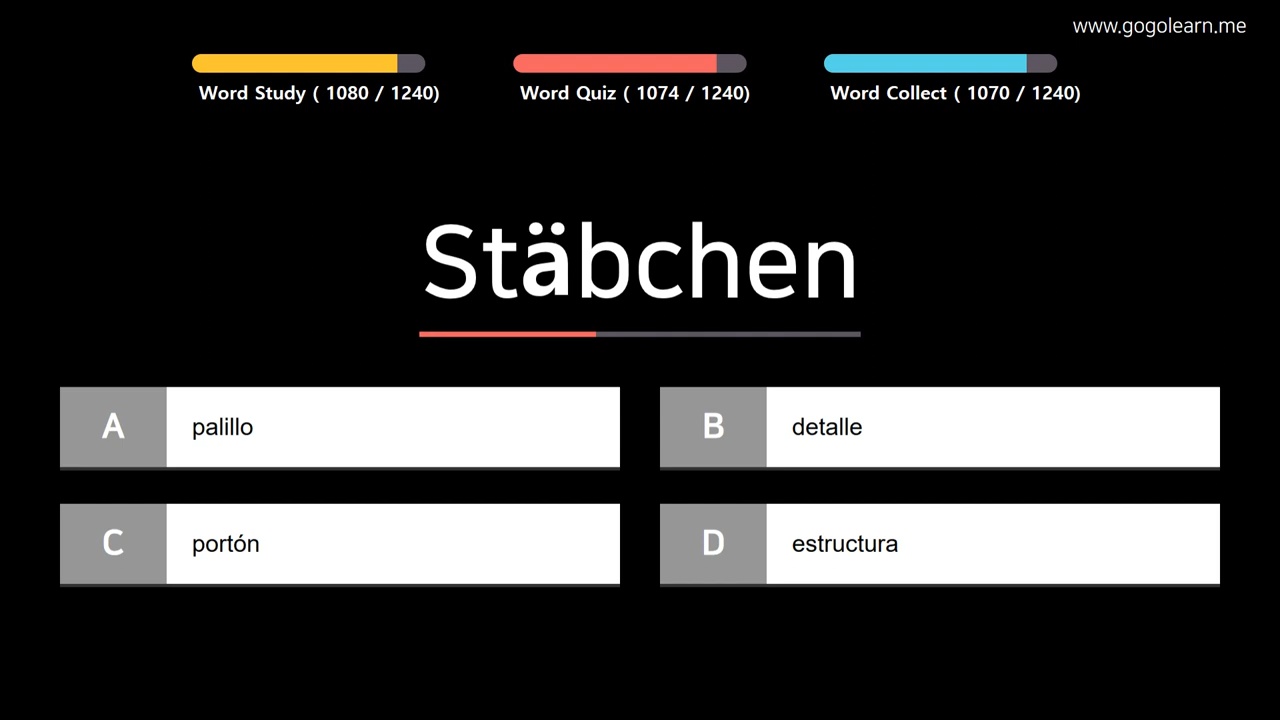 www.gogolearn.me
Word Study ( 1080 / 1240)
Word Quiz ( 1074 / 1240)
Word Collect ( 1070 / 1240)
Stäbchen
A
palillo
B
detalle
C
portón
D
estructura